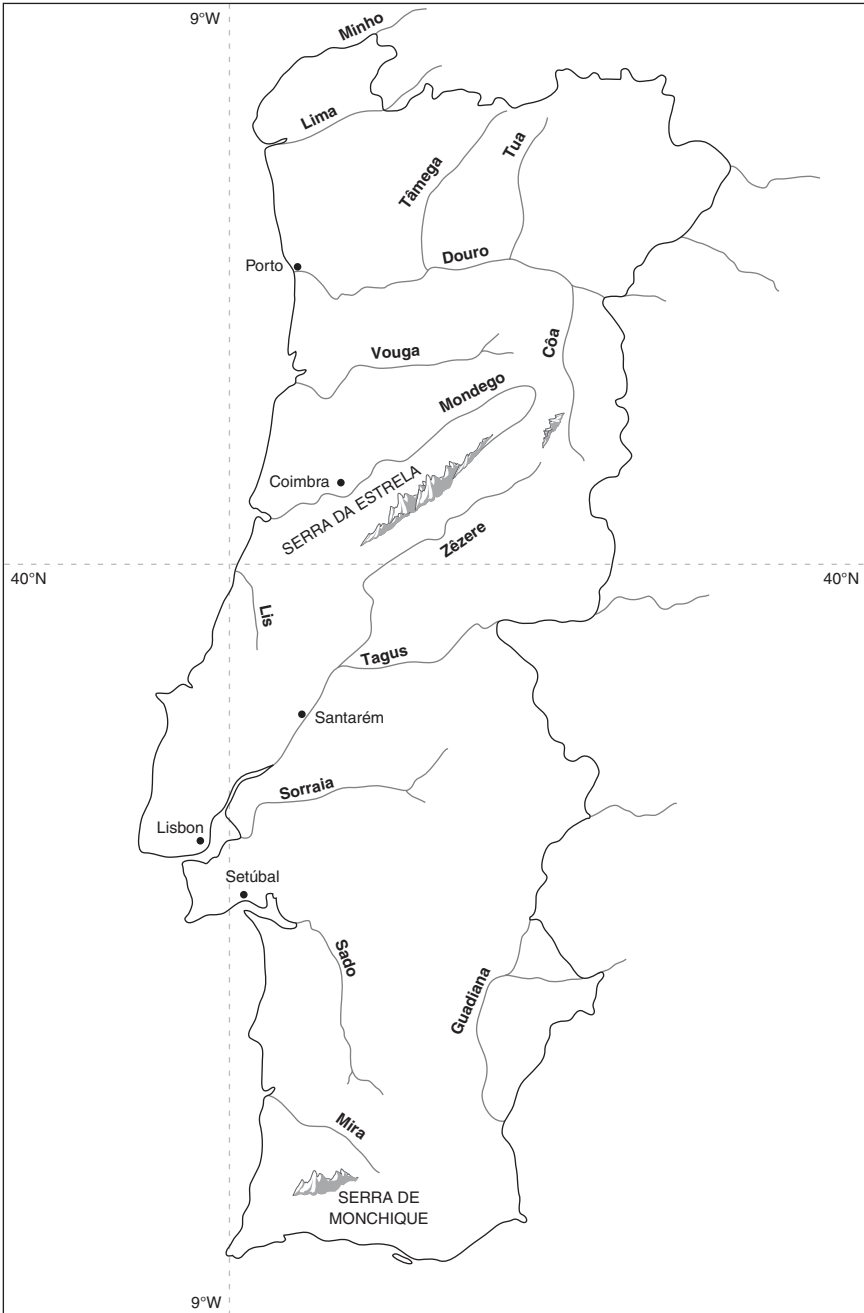 9°W
Minho
Lima
Tâmega
Tua
Porto
Douro
Vouga
Côa
Mondego
Coimbra
SERRA DA ESTRELA
Zêzere
40°N
40°N
Lis
Tagus
Santarém
Sorraia
Lisbon
Setúbal
Sado
Guadiana
Mira
SERRA DE
MONCHIQUE
9°W